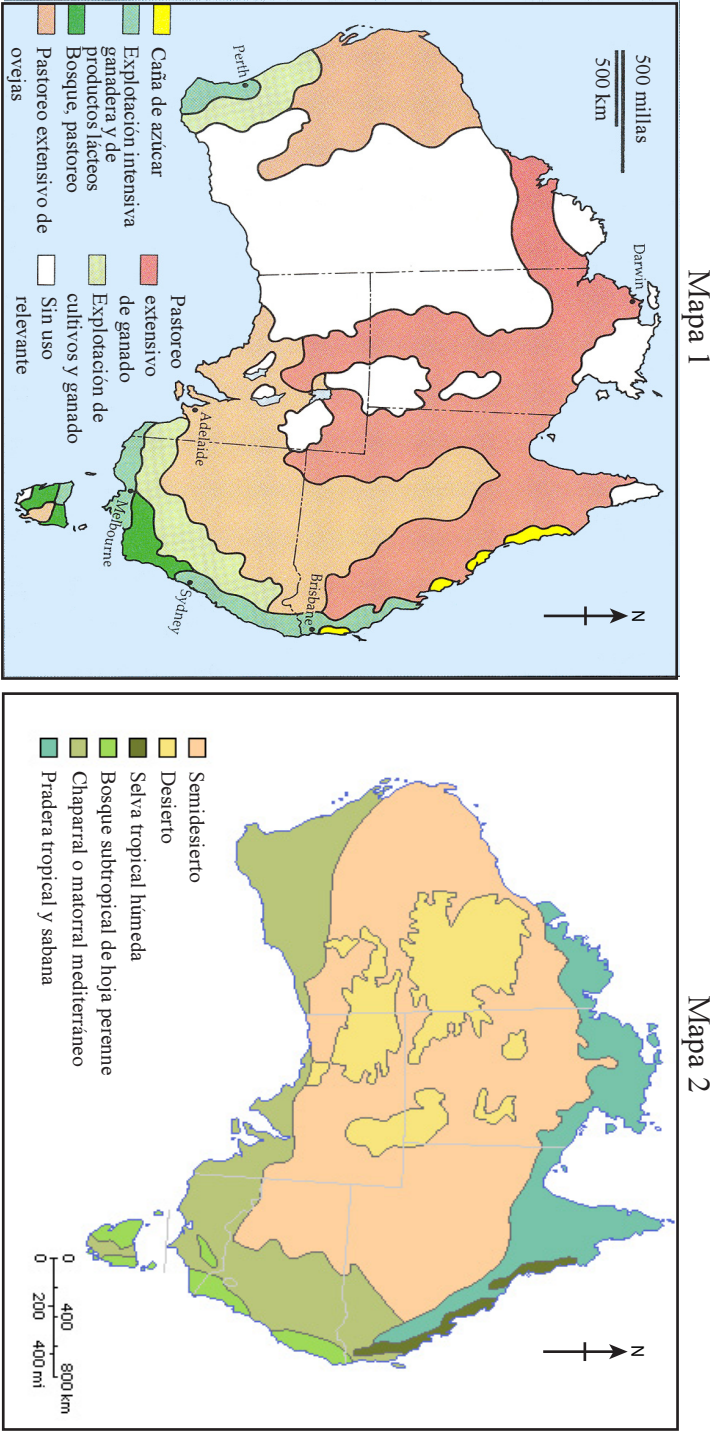 Mapa 1
500 millas
500 km
N
Darwin
Perth
Adelaide
Melbourne
Sydney
Brisbane
Caña de azúcar
Explotación intensiva
ganadera y de
productos lácteos
Bosque, pastoreo
Pastoreo extensivo de
ovejas
Pastoreo
extensivo
de ganado
Explotación de
cultivos y ganado
Sin uso
relevante
Mapa 2
N
Semidesierto
Desierto
Selva tropical húmeda
Bosque subtropical de hoja perenne
Chaparral o matorral mediterráneo
Pradera tropical y sabana
0 400 800 km
0 200 400 mi